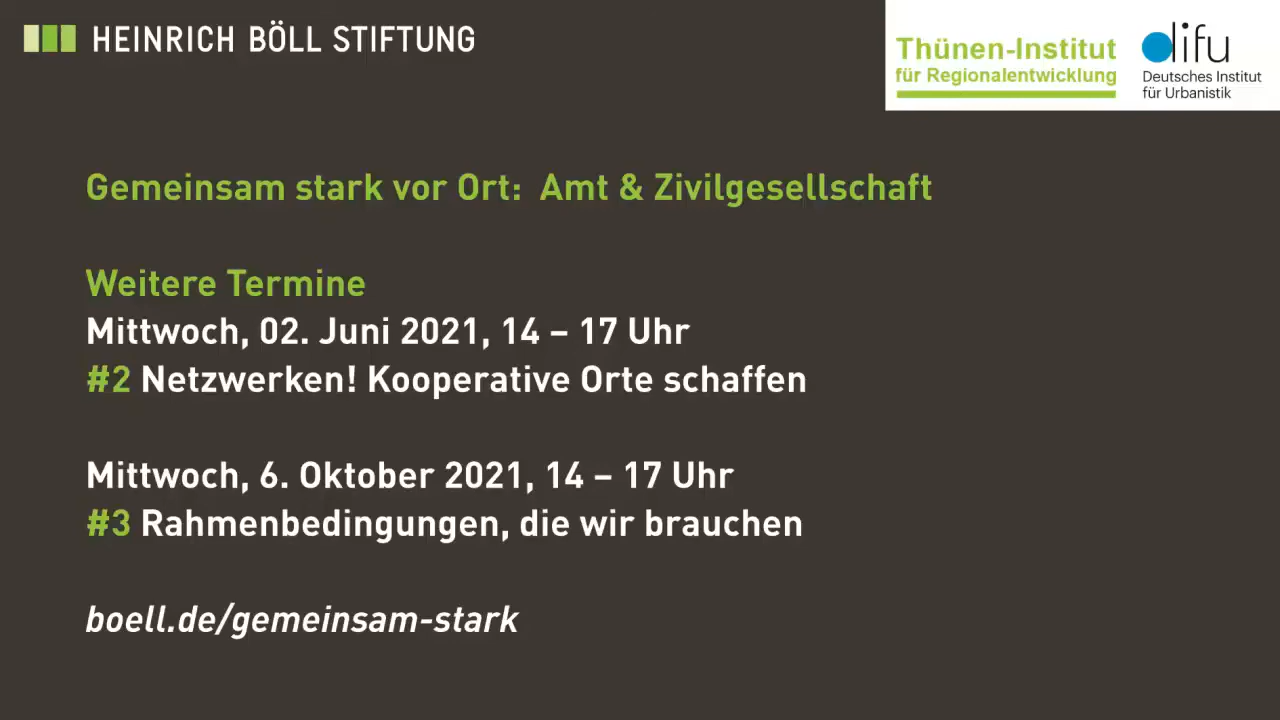 HEINRICH BÖLL STIFTUNG
Thünen-Institut
für Regionalentwicklung
difu
Deutsches Institut
für Urbanistik
Gemeinsam stark vor Ort: Amt & Zivilgesellschaft
Weitere Termine
Mittwoch, 02. Juni 2021, 14 – 17 Uhr
#2 Netzwerken! Kooperative Orte schaffen
Mittwoch, 6. Oktober 2021, 14 – 17 Uhr
#3 Rahmenbedingungen, die wir brauchen
boell.de/gemeinsam-stark